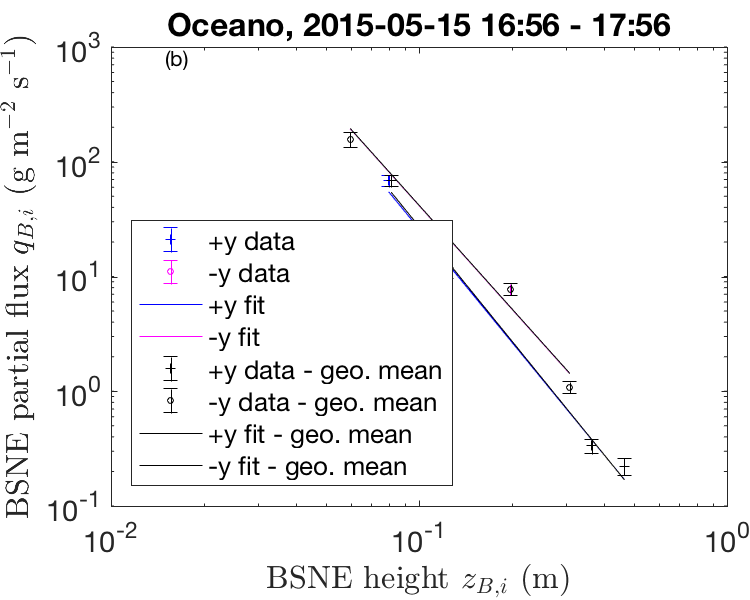 Oceano, 2015-05-15 16:56 - 17:56
(b)
BSNE partial flux q_{B,i} (g m^{-2} s^{-1})
10^3
10^2
10^1
10^0
10^{-1}
+y data
-y data
+y fit
-y fit
+y data - geo. mean
-y data - geo. mean
+y fit - geo. mean
-y fit - geo. mean
10^{-2}
10^{-1}
10^0
BSNE height z_{B,i} (m)